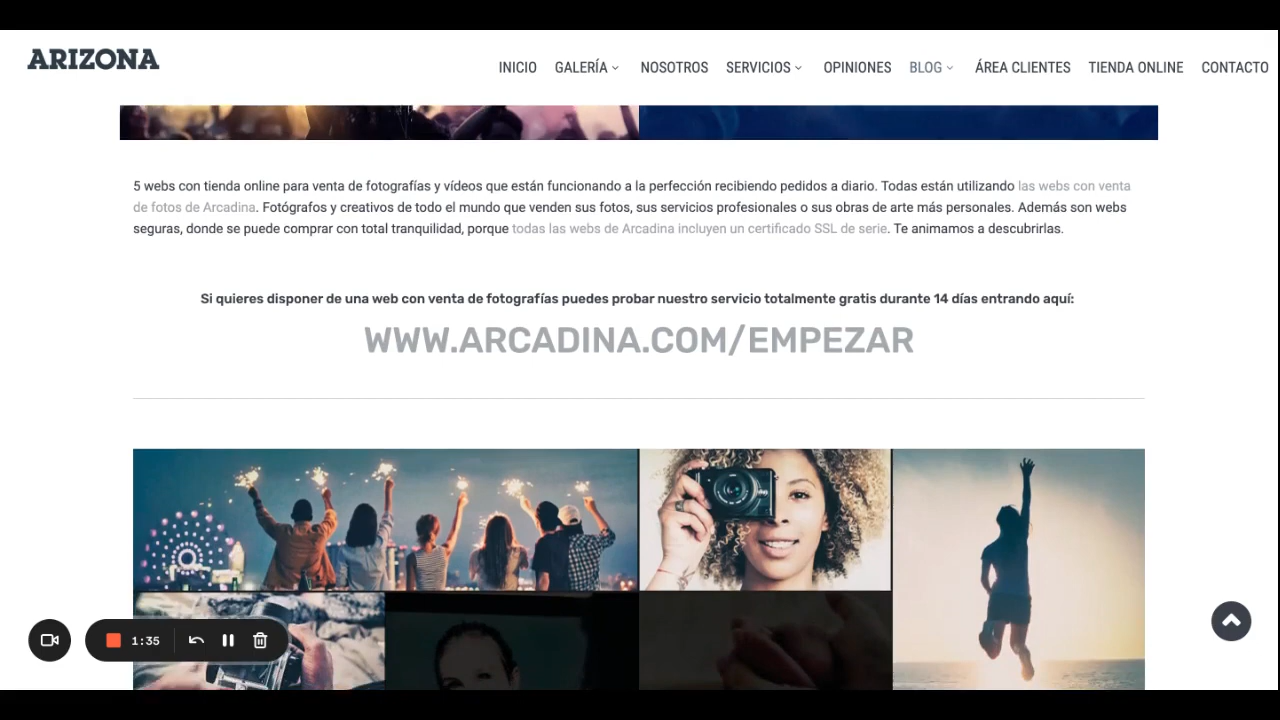 ARIZONA
INICIO GALERÍA NOSOTROS SERVICIOS OPINIONES BLOG ÁREA CLIENTES TIENDA ONLINE CONTACTO
5 webs con tienda online para venta de fotografías y vídeos que están funcionando a la perfección recibiendo pedidos a diario. Todas están utilizando las webs con venta
de fotos de Arcadina. Fotógrafos y creativos de todo el mundo que venden sus fotos, sus servicios profesionales o sus obras de arte más personales. Además son webs
seguras, donde se puede comprar con total tranquilidad, porque todas las webs de Arcadina incluyen un certificado SSL de serie. Te animamos a descubrirlas.
Si quieres disponer de una web con venta de fotografías puedes probar nuestro servicio totalmente gratis durante 14 días entrando aquí:
WWW.ARCADINA.COM/EMPEZAR
1:35